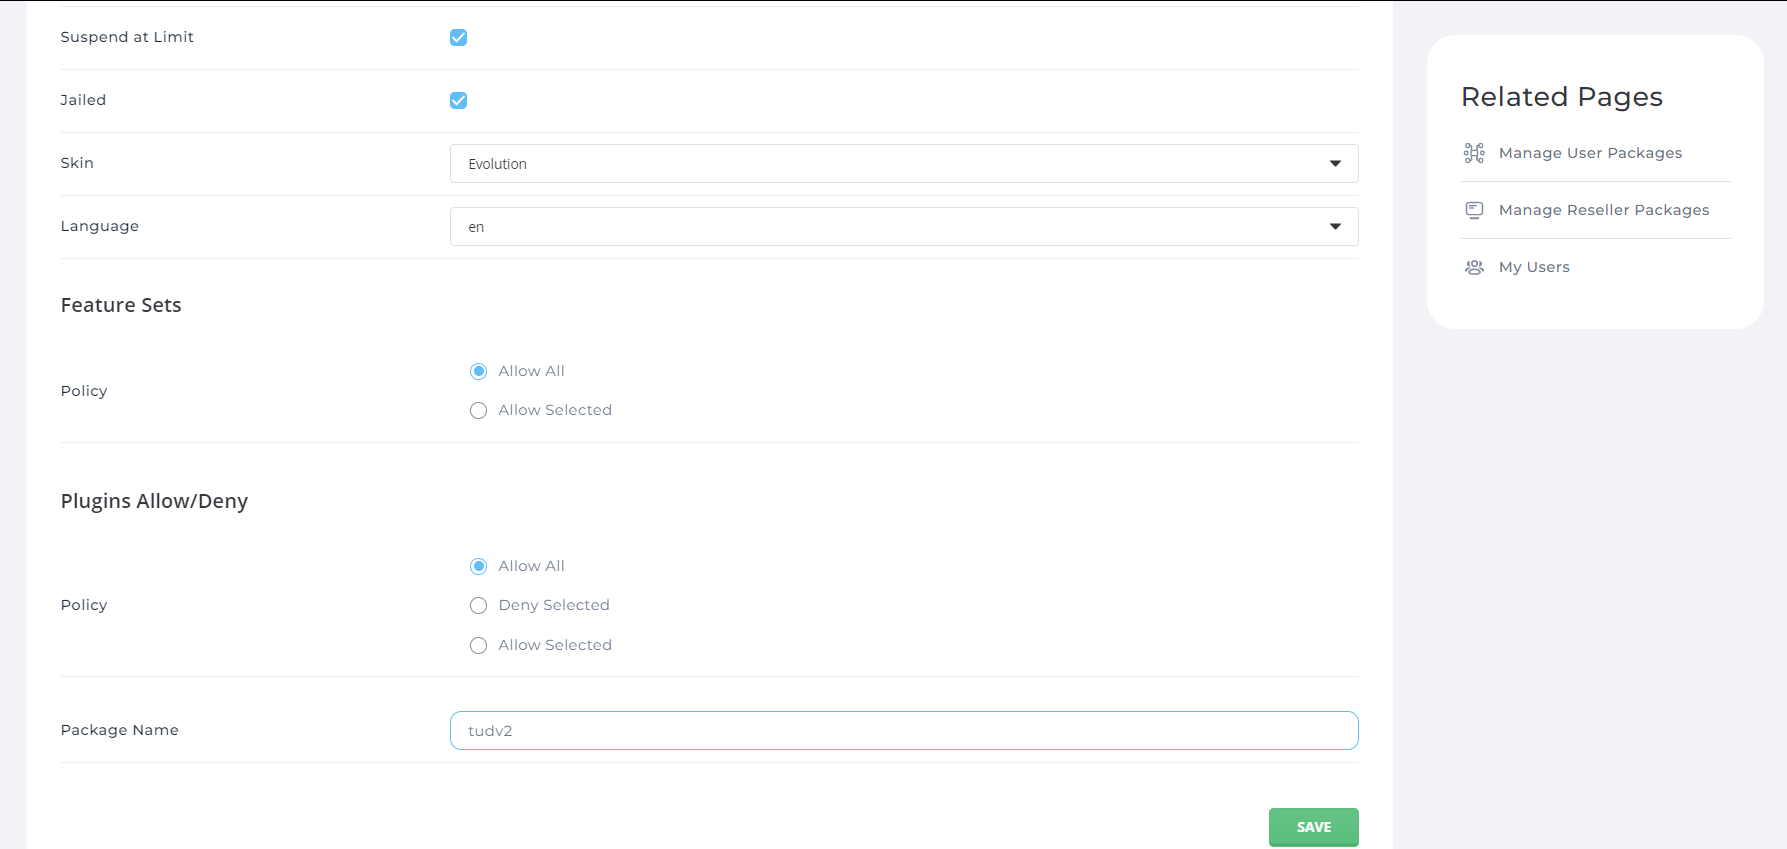 Suspend at Limit
Jailed
Skin
Evolution
Language
en
Feature Sets
Policy
Allow All
Allow Selected
Plugins Allow/Deny
Policy
Allow All
Deny Selected
Allow Selected
Package Name
tudv2
SAVE
Related Pages
Manage User Packages
Manage Reseller Packages
My Users